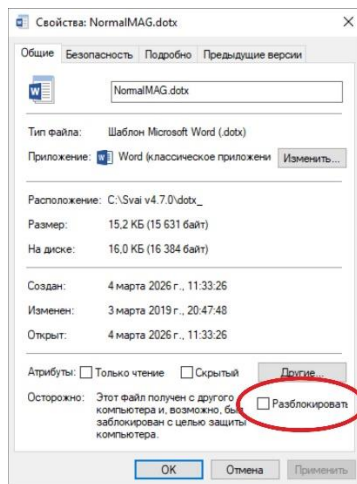 Свойства: NormalMAG.dotx
Общие Безопасность Подробно Предыдущие версии
NormalMAG.dotx
Тип файла: Шаблон Microsoft Word (.dotx)
Приложение: Word (классическое приложени Изменить...
Расположение: C:\Svai v4.7.0\dotx_
Размер: 15,2 КБ (15 631 байт)
На диске: 16,0 КБ (16 384 байт)
Создан: 4 марта 2026 г., 11:33:26
Изменен: 3 марта 2019 г., 20:47:48
Открыт: 4 марта 2026 г., 11:33:26
Атрибуты: Только чтение Скрытый Другие...
Осторожно: Этот файл получен с другого
компьютера и, возможно, был Разблокировать
заблокирован с целью защиты
компьютера.
ОК Отмена Применить